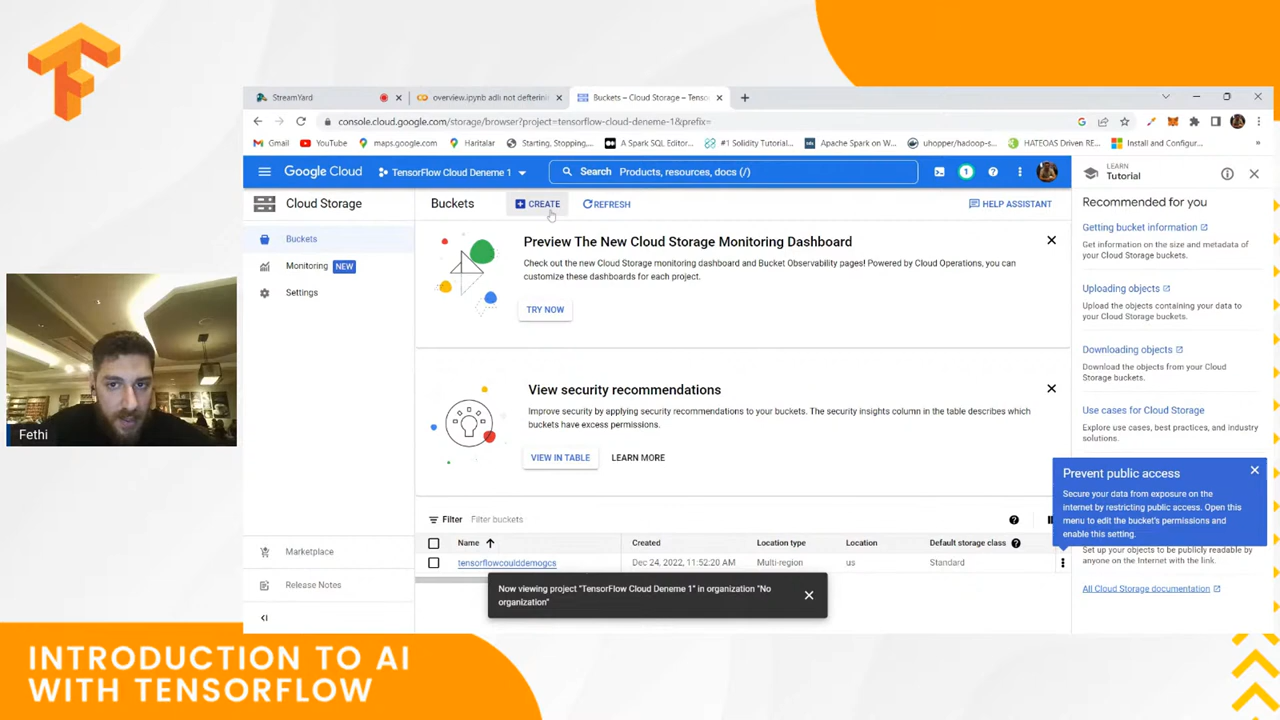 StreamYard
overview.ipynb adlı not defterini
Buckets – Cloud Storage – Tenso
console.cloud.google.com/storage/browser?project=tensorflow-cloud-deneme-1&prefix=
Gmail
YouTube
maps.google.com
Haritalar
Starting, Stopping,...
A Spark SQL Editor...
#1 Solidity Tutorial...
Apache Spark on W...
uhopper/hadoop-s...
HATEOAS Driven RE...
Install and Configur...
»
Google Cloud
TensorFlow Cloud Deneme 1
Search Products, resources, docs (/)
1
LEARN
Tutorial
Cloud Storage
Buckets
CREATE
REFRESH
HELP ASSISTANT
Buckets
Monitoring NEW
Settings
Marketplace
Release Notes
Preview The New Cloud Storage Monitoring Dashboard
Check out the new Cloud Storage monitoring dashboard and Bucket Observability pages! Powered by Cloud Operations, you can
customize these dashboards for each project.
TRY NOW
View security recommendations
Improve security by applying security recommendations to your buckets. The security insights column in the table describes which
buckets have excess permissions.
VIEW IN TABLE
LEARN MORE
Filter Filter buckets
Name Created Location type Location Default storage class
tensorflowcoulddemogcs Dec 24, 2022, 11:52:20 AM Multi-region us Standard
Now viewing project "TensorFlow Cloud Deneme 1" in organization "No
organization"
Recommended for you
Getting bucket information
Get information on the size and metadata of
your Cloud Storage buckets.
Uploading objects
Upload the objects containing your data to
your Cloud Storage buckets.
Downloading objects
Download the objects from your Cloud
Storage buckets.
Use cases for Cloud Storage
Explore use cases, best practices, and industry
solutions.
Prevent public access
Secure your data from exposure on the
internet by restricting public access. Open this
menu to edit the bucket's permissions and
enable this setting.
Set up your objects to be publicly readable by
anyone on the Internet with the link.
All Cloud Storage documentation
Fethi
INTRODUCTION TO AI
WITH TENSORFLOW